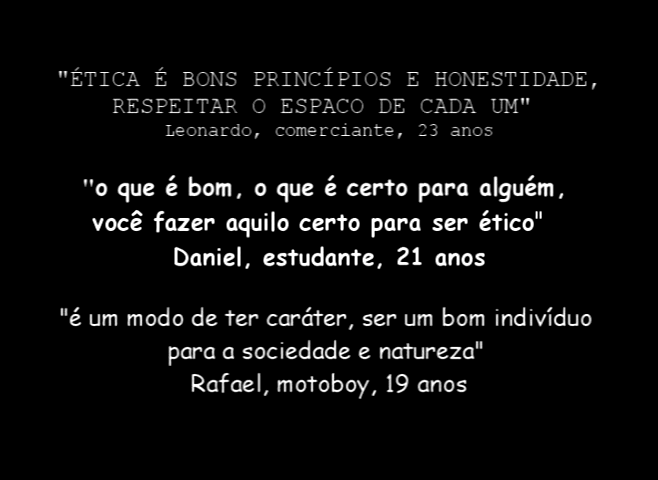 "ÉTICA É BONS PRINCÍPIOS E HONESTIDADE,
RESPEITAR O ESPACO DE CADA UM"
Leonardo, comerciante, 23 anos
"o que é bom, o que é certo para alguém,
você fazer aquilo certo para ser ético"
Daniel, estudante, 21 anos
"é um modo de ter caráter, ser um bom indivíduo
para a sociedade e natureza"
Rafael, motoboy, 19 anos